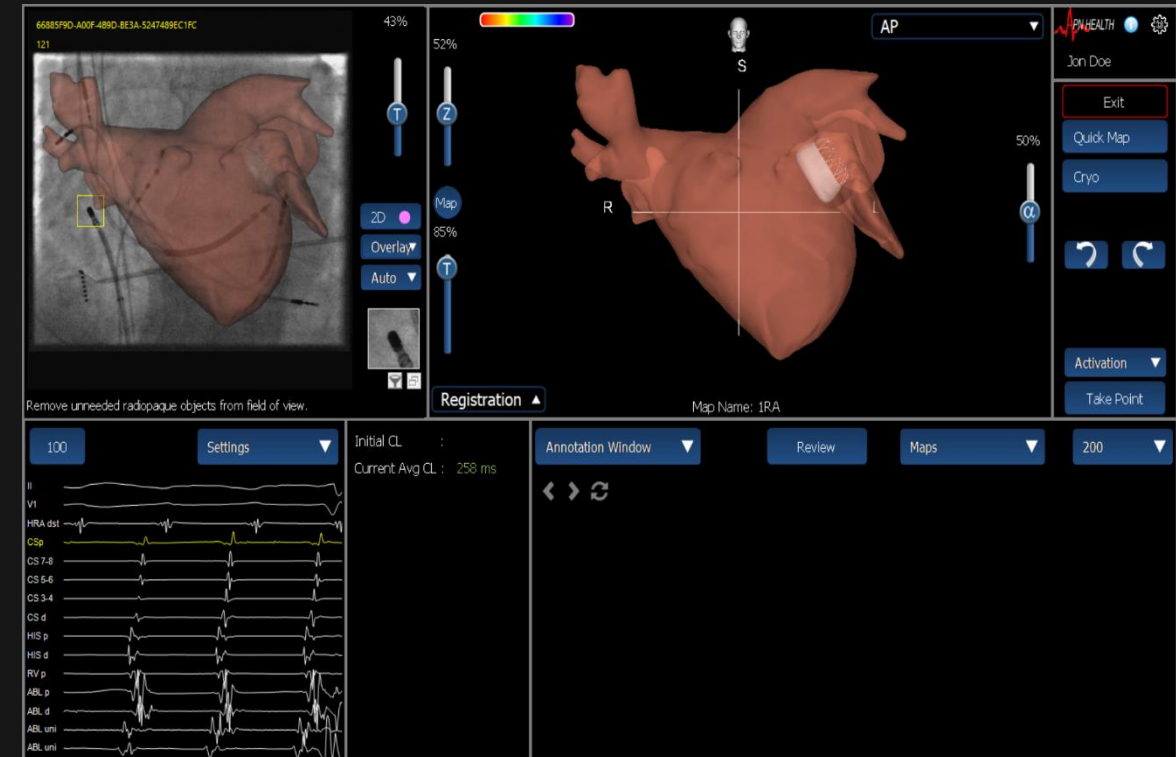 66885F9D-A00F-489D-BE3A-5247489EC1FC
121
43%
T
2D
Overlay
Auto
Remove unneeded radiopaque objects from field of view.
52%
Z
Map
85%
T
Registration
S
R
L
AP
50%
α
Map Name: 1RA
APN HEALTH
Jon Doe
Exit
Quick Map
Cryo
Activation
Take Point
100
Settings
II
V1
HRA dst
CSp
CS 7-8
CS 5-6
CS 3-4
CS d
HIS p
HIS d
RV p
ABL p
ABL d
ABL uni
ABL uni
Initial CL :
Current Avg CL : 258 ms
Annotation Window
Review
Maps
200